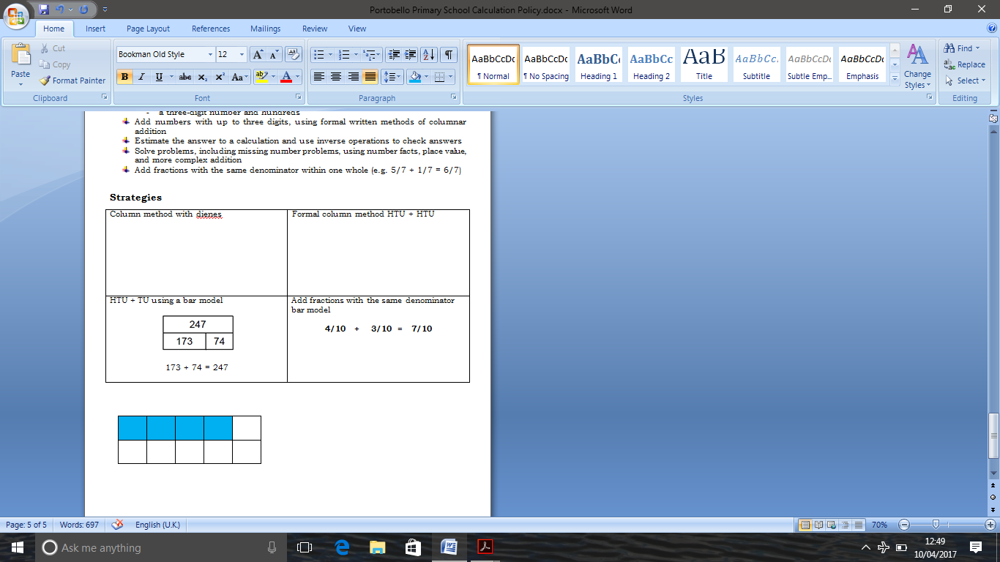 Portobello Primary School Calculation Policy.docx - Microsoft Word
Home Insert Page Layout References Mailings Review View
Paste
Cut
Copy
Format Painter
Clipboard
Bookman Old Style 12
B I U abc x₂ x² Aa ab A
Font
Paragraph
AaBbCcDc AaBbCcDc AaBbC AaBbCc AaB AaBbCc. AaBbCcDc AaBbCcDc
¶ Normal ¶ No Spacing Heading 1 Heading 2 Title Subtitle Subtle Emp... Emphasis
Change
Styles
Styles
Find
Replace
Select
Editing
- a three-digit number and hundreds
Add numbers with up to three digits, using formal written methods of columnar
addition
Estimate the answer to a calculation and use inverse operations to check answers
Solve problems, including missing number problems, using number facts, place value,
and more complex addition
Add fractions with the same denominator within one whole (e.g. 5/7 + 1/7 = 6/7)
Strategies
Column method with dienes
Formal column method HTU + HTU
HTU + TU using a bar model
247
173 74
173 + 74 = 247
Add fractions with the same denominator
bar model
4/10 + 3/10 = 7/10
Page: 5 of 5 Words: 697 English (U.K.) 70%
Ask me anything
12:49
10/04/2017